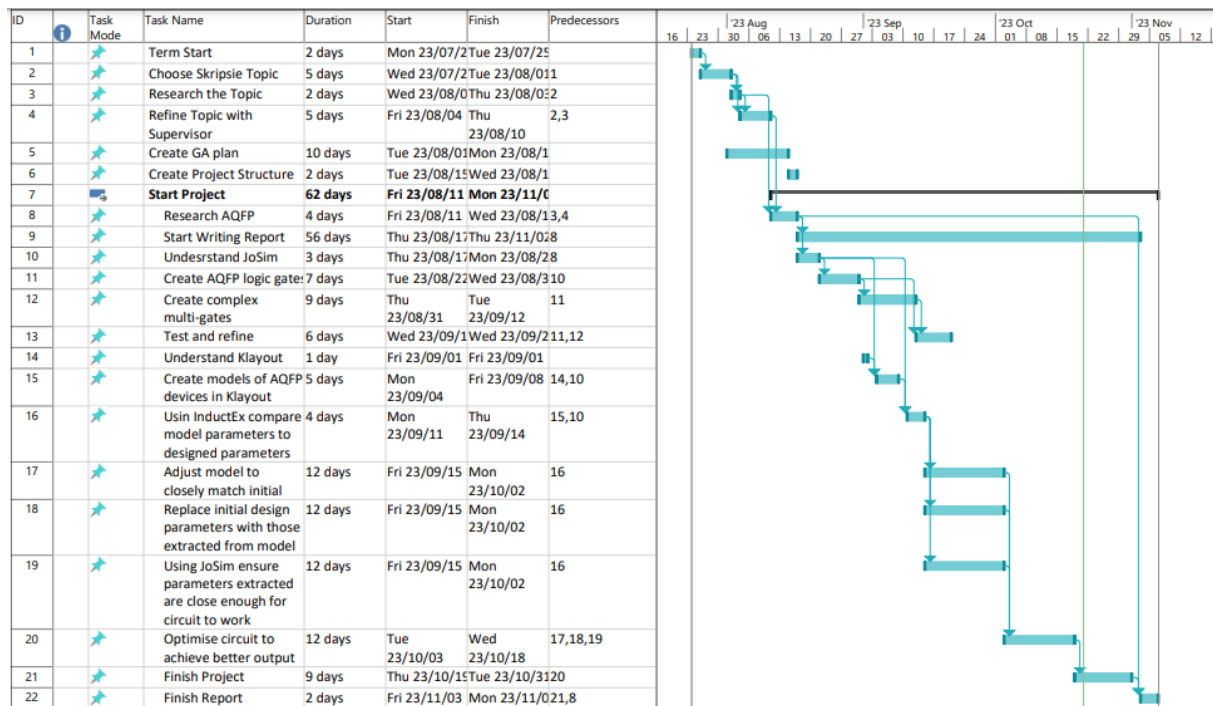 ID Task Mode Task Name Duration Start Finish Predecessors
'23 Aug '23 Sep '23 Oct '23 Nov
16 23 30 06 13 20 27 03 10 17 24 01 08 15 22 29 05 12
1 Term Start 2 days Mon 23/07/2 Tue 23/07/25
2 Choose Skripsie Topic 5 days Wed 23/07/2 Tue 23/08/01 1
3 Research the Topic 2 days Wed 23/08/0 Thu 23/08/03 2
4 Refine Topic with 5 days Fri 23/08/04 Thu 2,3
Supervisor 23/08/10
5 Create GA plan 10 days Tue 23/08/01 Mon 23/08/1
6 Create Project Structure 2 days Tue 23/08/15 Wed 23/08/1
7 Start Project 62 days Fri 23/08/11 Mon 23/11/0
8 Research AQFP 4 days Fri 23/08/11 Wed 23/08/1 3,4
9 Start Writing Report 56 days Thu 23/08/17 Thu 23/11/02 8
10 Undesrstand JoSim 3 days Thu 23/08/17 Mon 23/08/2 8
11 Create AQFP logic gates 7 days Tue 23/08/22 Wed 23/08/3 10
12 Create complex 9 days Thu Tue 11
multi-gates 23/08/31 23/09/12
13 Test and refine 6 days Wed 23/09/1 Wed 23/09/2 11,12
14 Understand Klayout 1 day Fri 23/09/01 Fri 23/09/01
15 Create models of AQFP 5 days Mon Fri 23/09/08 14,10
devices in Klayout 23/09/04
16 Usin InductEx compare 4 days Mon Thu 15,10
model parameters to 23/09/11 23/09/14
designed parameters
17 Adjust model to 12 days Fri 23/09/15 Mon 16
closely match initial 23/10/02
18 Replace initial design 12 days Fri 23/09/15 Mon 16
parameters with those 23/10/02
extracted from model
19 Using JoSim ensure 12 days Fri 23/09/15 Mon 16
parameters extracted 23/10/02
are close enough for
circuit to work
20 Optimise circuit to 12 days Tue Wed 17,18,19
achieve better output 23/10/03 23/10/18
21 Finish Project 9 days Thu 23/10/19 Tue 23/10/31 20
22 Finish Report 2 days Fri 23/11/03 Mon 23/11/0 21,8